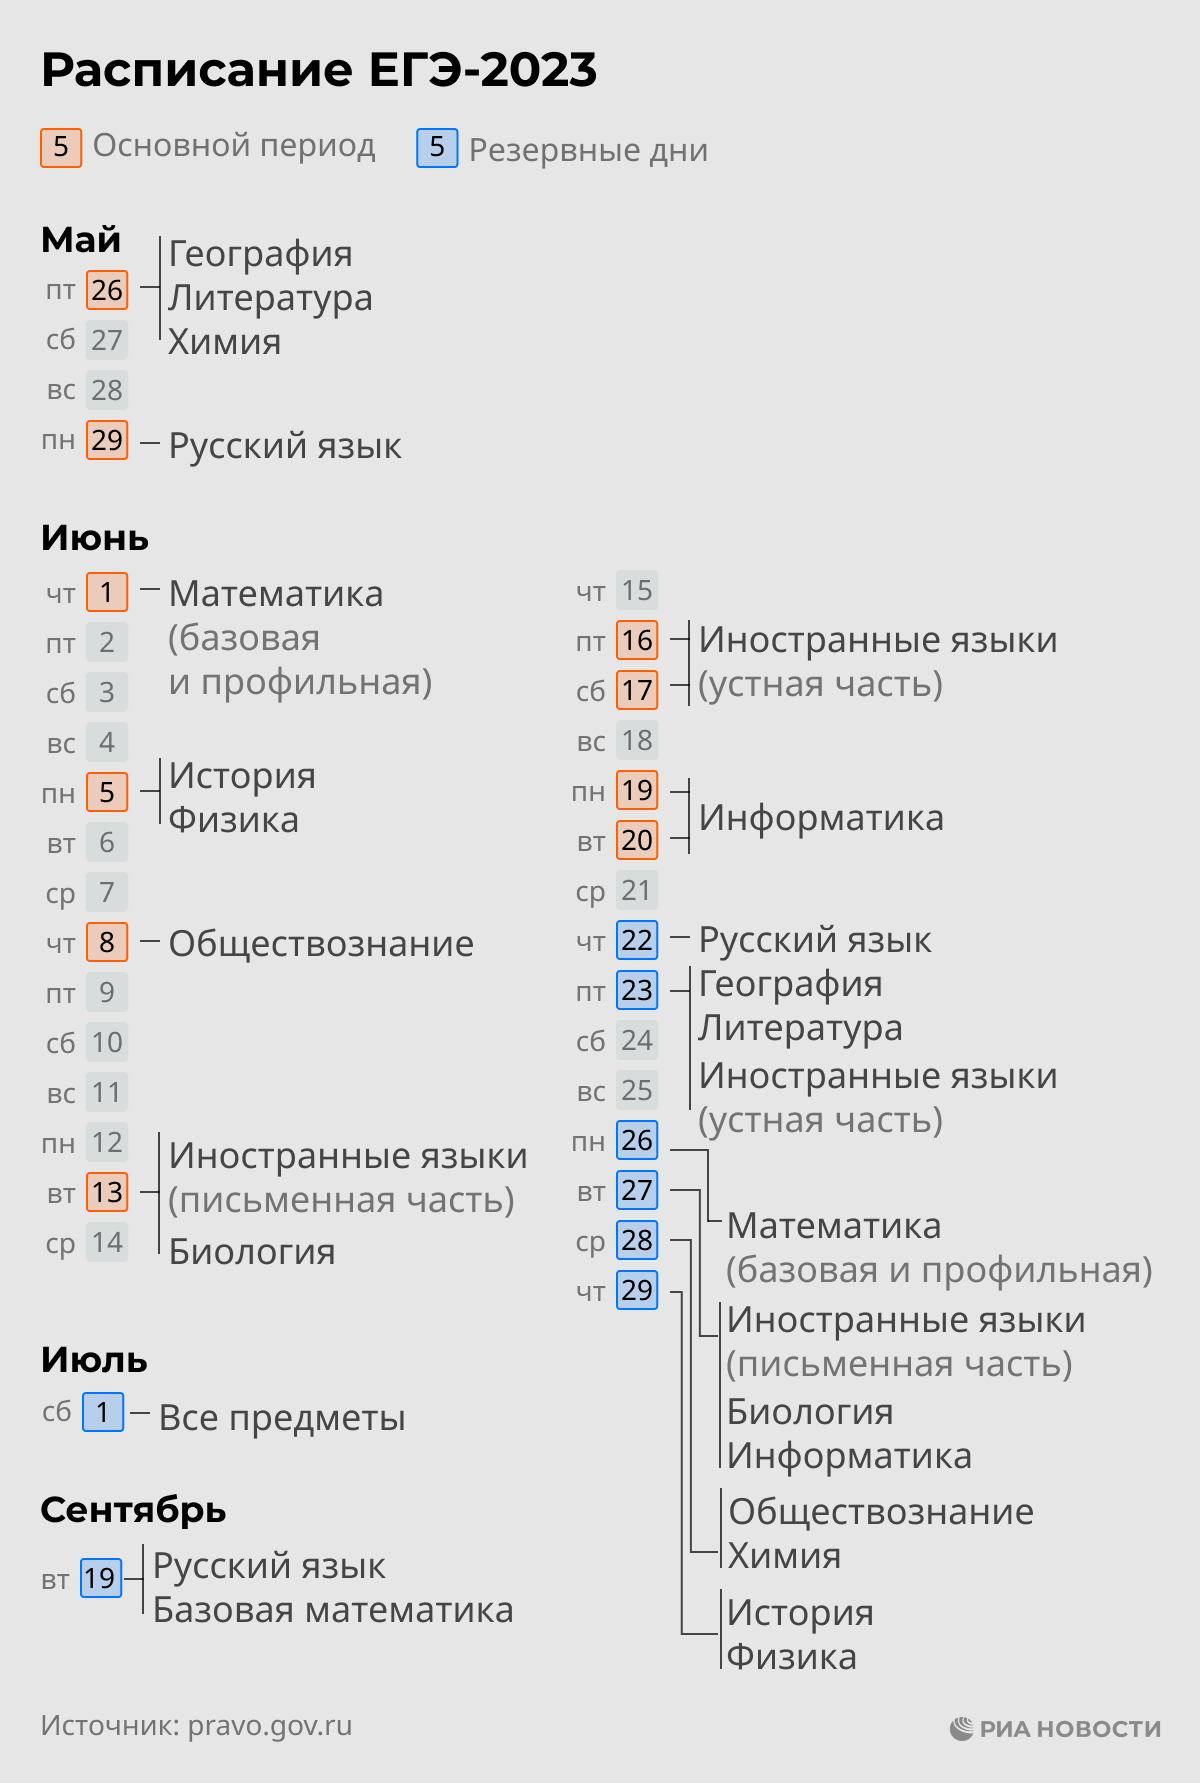 Расписание ЕГЭ-2023
5 Основной период 5 Резервные дни
Май
География
пт 26
Литература
сб 27
Химия
вс 28
пн 29 Русский язык
Июнь
чт 1 Математика
пт 2 (базовая
сб 3 и профильная)
вс 4
История
пн 5
Физика
вт 6
ср 7
чт 8 Обществознание
пт 9
сб 10
вс 11
пн 12
Иностранные языки
вт 13 (письменная часть)
ср 14 Биология
чт 15
пт 16 Иностранные языки
сб 17 (устная часть)
вс 18
пн 19
Информатика
вт 20
ср 21
чт 22 Русский язык
пт 23 География
сб 24 Литература
Иностранные языки
вс 25
(устная часть)
пн 26
вт 27
Математика
ср 28
(базовая и профильная)
чт 29
Иностранные языки
(письменная часть)
Биология
Информатика
Обществознание
Химия
История
Физика
Июль
сб 1 Все предметы
Сентябрь
вт 19 Русский язык
Базовая математика
Источник: pravo.gov.ru
РИА НОВОСТИ